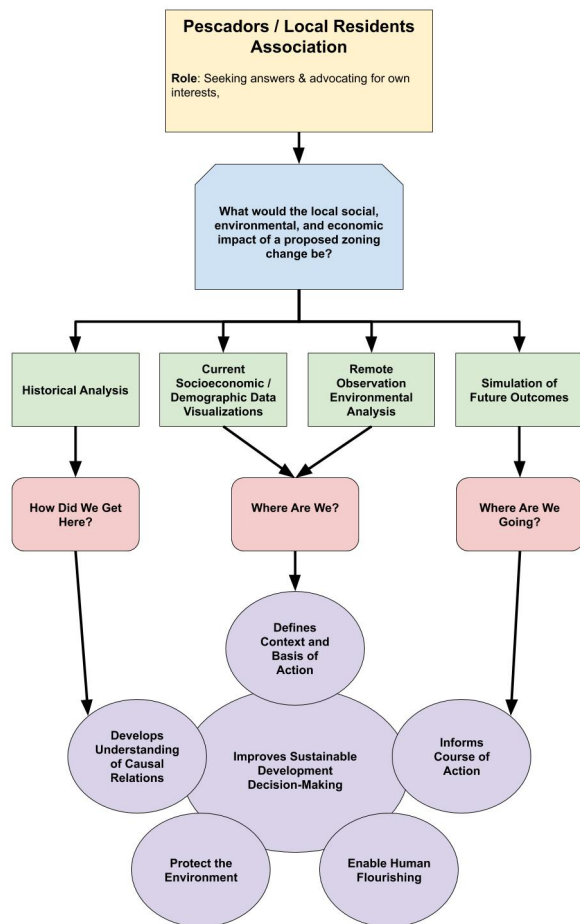 Pescadors / Local Residents
Association
Role: Seeking answers & advocating for own
interests,
What would the local social,
environmental, and economic
impact of a proposed zoning
change be?
Historical Analysis
Current
Socioeconomic /
Demographic Data
Visualizations
Remote
Observation
Environmental
Analysis
Simulation of
Future Outcomes
How Did We Get
Here?
Where Are We?
Where Are We
Going?
Defines
Context and
Basis of
Action
Develops
Understanding
of Causal
Relations
Improves Sustainable
Development
Decision-Making
Informs
Course of
Action
Protect the
Environment
Enable Human
Flourishing